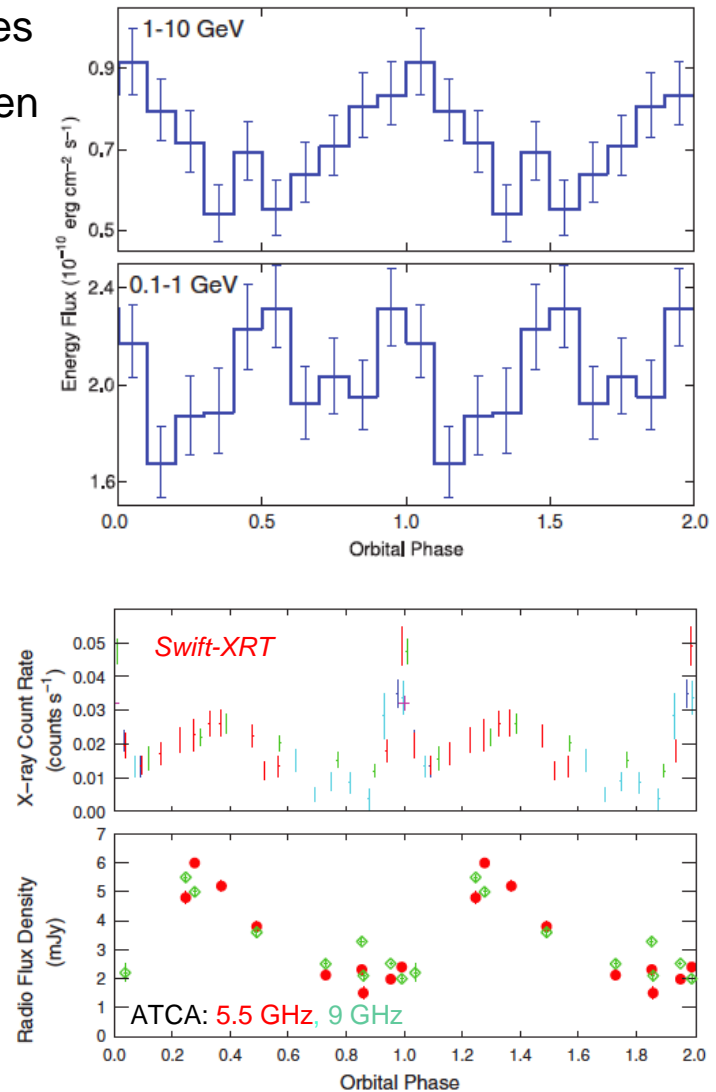 es
en
1-10 GeV
0.9
0.7
0.5
Energy Flux (10⁻¹⁰ erg cm⁻² s⁻¹)
0.1-1 GeV
2.4
2.0
1.6
0.0 0.5 1.0 1.5 2.0
Orbital Phase
Swift-XRT
0.05
0.04
0.03
0.02
0.01
0.00
X-ray Count Rate
(counts s⁻¹)
7
6
5
4
3
2
1
0
Radio Flux Density
(mJy)
ATCA: 5.5 GHz, 9 GHz
0.0 0.2 0.4 0.6 0.8 1.0 1.2 1.4 1.6 1.8 2.0
Orbital Phase